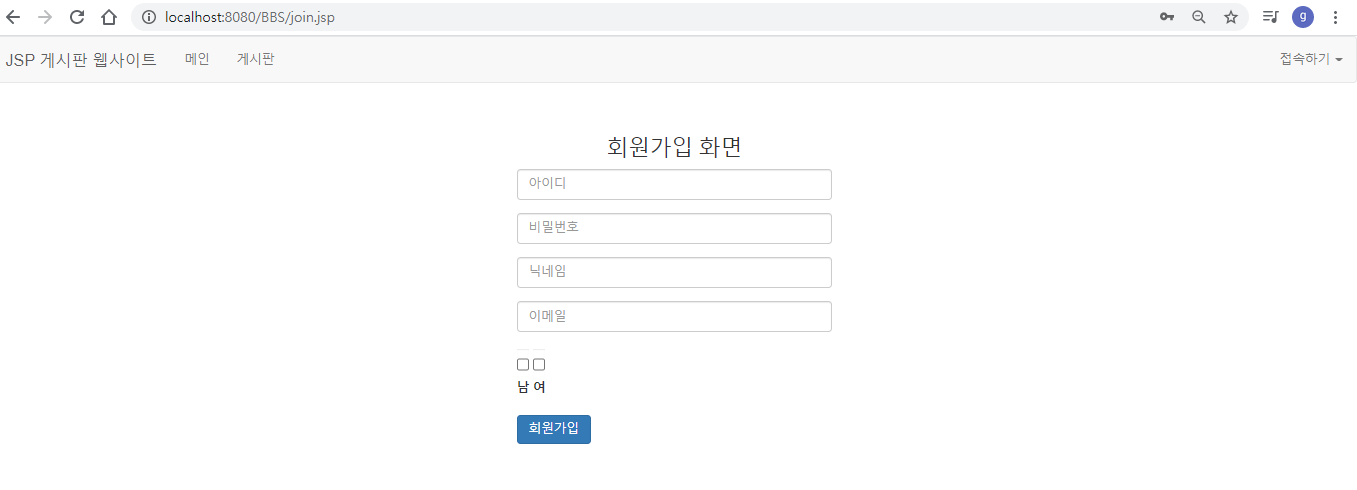 localhost:8080/BBS/join.jsp
g
JSP 게시판 웹사이트 메인 게시판 접속하기
회원가입 화면
아이디
비밀번호
닉네임
이메일
남 여
회원가입